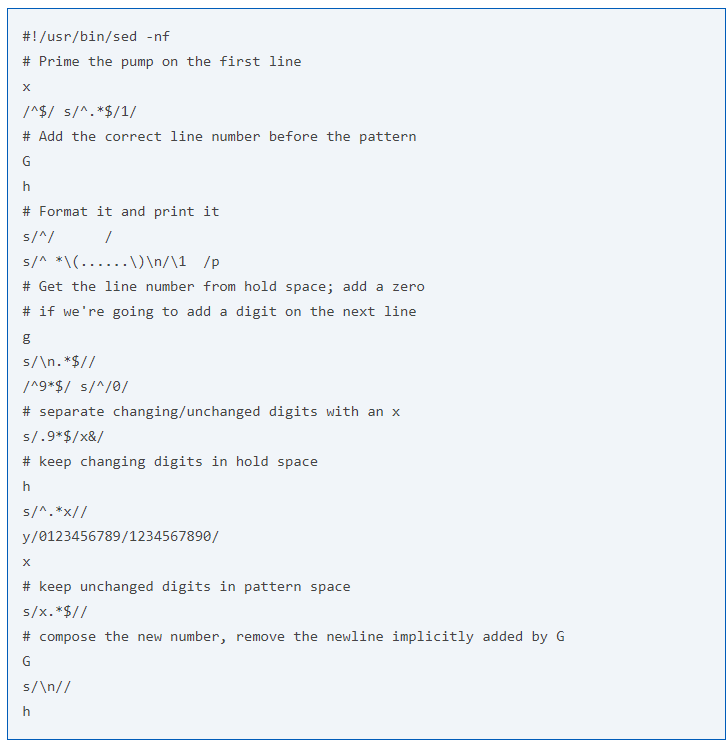 #!/usr/bin/sed -nf
# Prime the pump on the first line
x
/^$/ s/^.*$/1/
# Add the correct line number before the pattern
G
h
# Format it and print it
s/^/      /
s/^ *\(......\)\n/\1  /p
# Get the line number from hold space; add a zero
# if we're going to add a digit on the next line
g
s/\n.*$//
/^9*$/ s/^/0/
# separate changing/unchanged digits with an x
s/.9*$/x&/
# keep changing digits in hold space
h
s/^.*x//
y/0123456789/1234567890/
x
# keep unchanged digits in pattern space
s/x.*$//
# compose the new number, remove the newline implicitly added by G
G
s/\n//
h